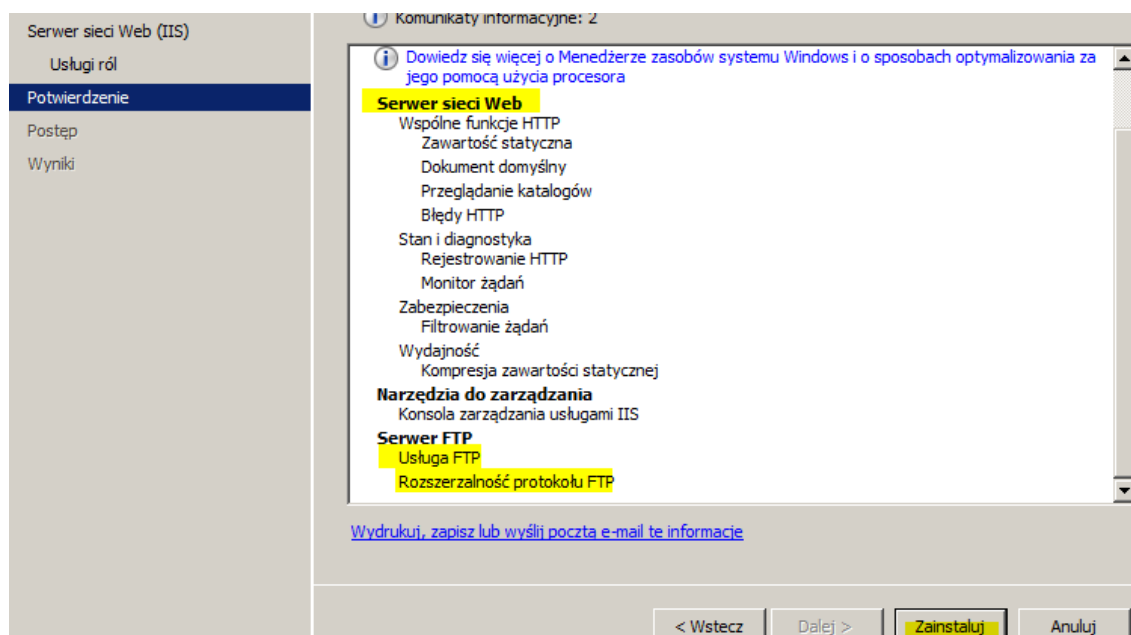 Serwer sieci Web (IIS)
Usługi ról
Potwierdzenie
Postęp
Wyniki
Komunikaty informacyjne: 2
Dowiedz się więcej o Menedżerze zasobów systemu Windows i o sposobach optymalizowania za
jego pomocą użycia procesora
Serwer sieci Web
Wspólne funkcje HTTP
Zawartość statyczna
Dokument domyślny
Przeglądanie katalogów
Błędy HTTP
Stan i diagnostyka
Rejestrowanie HTTP
Monitor żądań
Zabezpieczenia
Filtrowanie żądań
Wydajność
Kompresja zawartości statycznej
Narzędzia do zarządzania
Konsola zarządzania usługami IIS
Serwer FTP
Usługa FTP
Rozszerzalność protokołu FTP
Wydrukuj, zapisz lub wyślij pocztą e-mail te informacje
< Wstecz
Dalej >
Zainstaluj
Anuluj